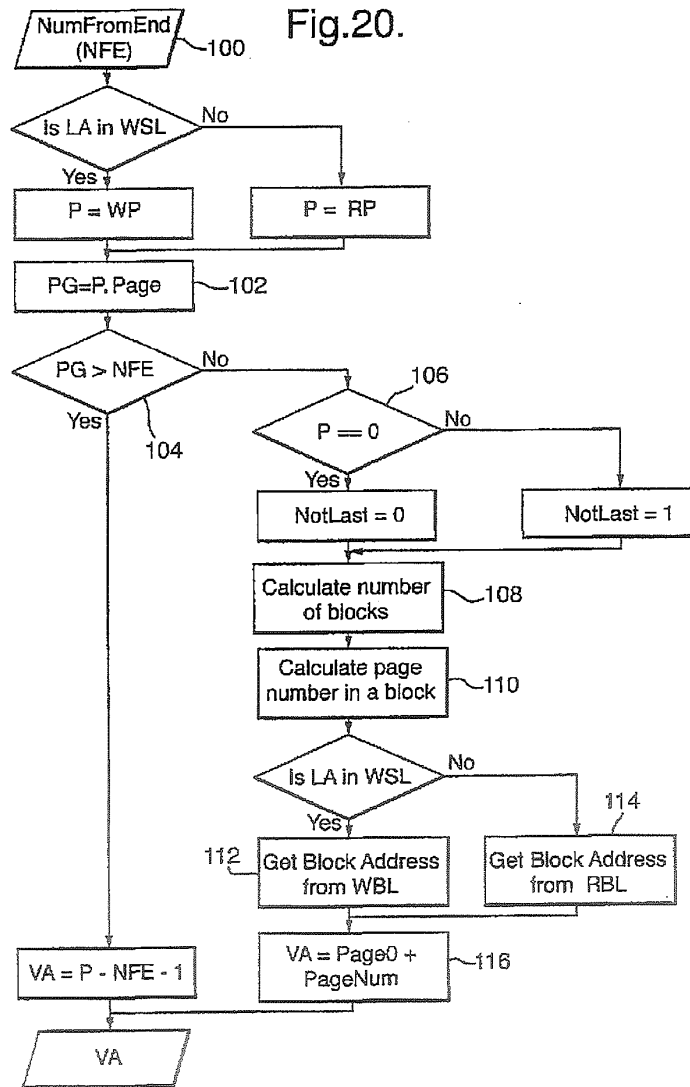 Fig.20.
NumFromEnd
(NFE)
100
Is LA in WSL
No
Yes
P = WP
P = RP
PG=P.Page
102
PG > NFE
No
Yes
104
106
P == 0
No
Yes
NotLast = 0
NotLast = 1
Calculate number
of blocks
108
Calculate page
number in a block
110
Is LA in WSL
No
Yes
112
114
Get Block Address
from WBL
Get Block Address
from RBL
VA = P - NFE - 1
VA = Page0 +
PageNum
116
VA